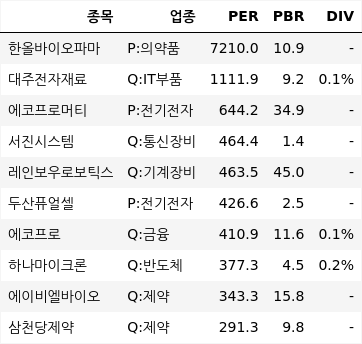 종목 업종 PER PBR DIV
한올바이오파마 P:의약품 7210.0 10.9 -
대주전자재료 Q:IT부품 1111.9 9.2 0.1%
에코프로머티 P:전기전자 644.2 34.9 -
서진시스템 Q:통신장비 464.4 1.4 -
레인보우로보틱스 Q:기계장비 463.5 45.0 -
두산퓨얼셀 P:전기전자 426.6 2.5 -
에코프로 Q:금융 410.9 11.6 0.1%
하나마이크론 Q:반도체 377.3 4.5 0.2%
에이비엘바이오 Q:제약 343.3 15.8 -
삼천당제약 Q:제약 291.3 9.8 -